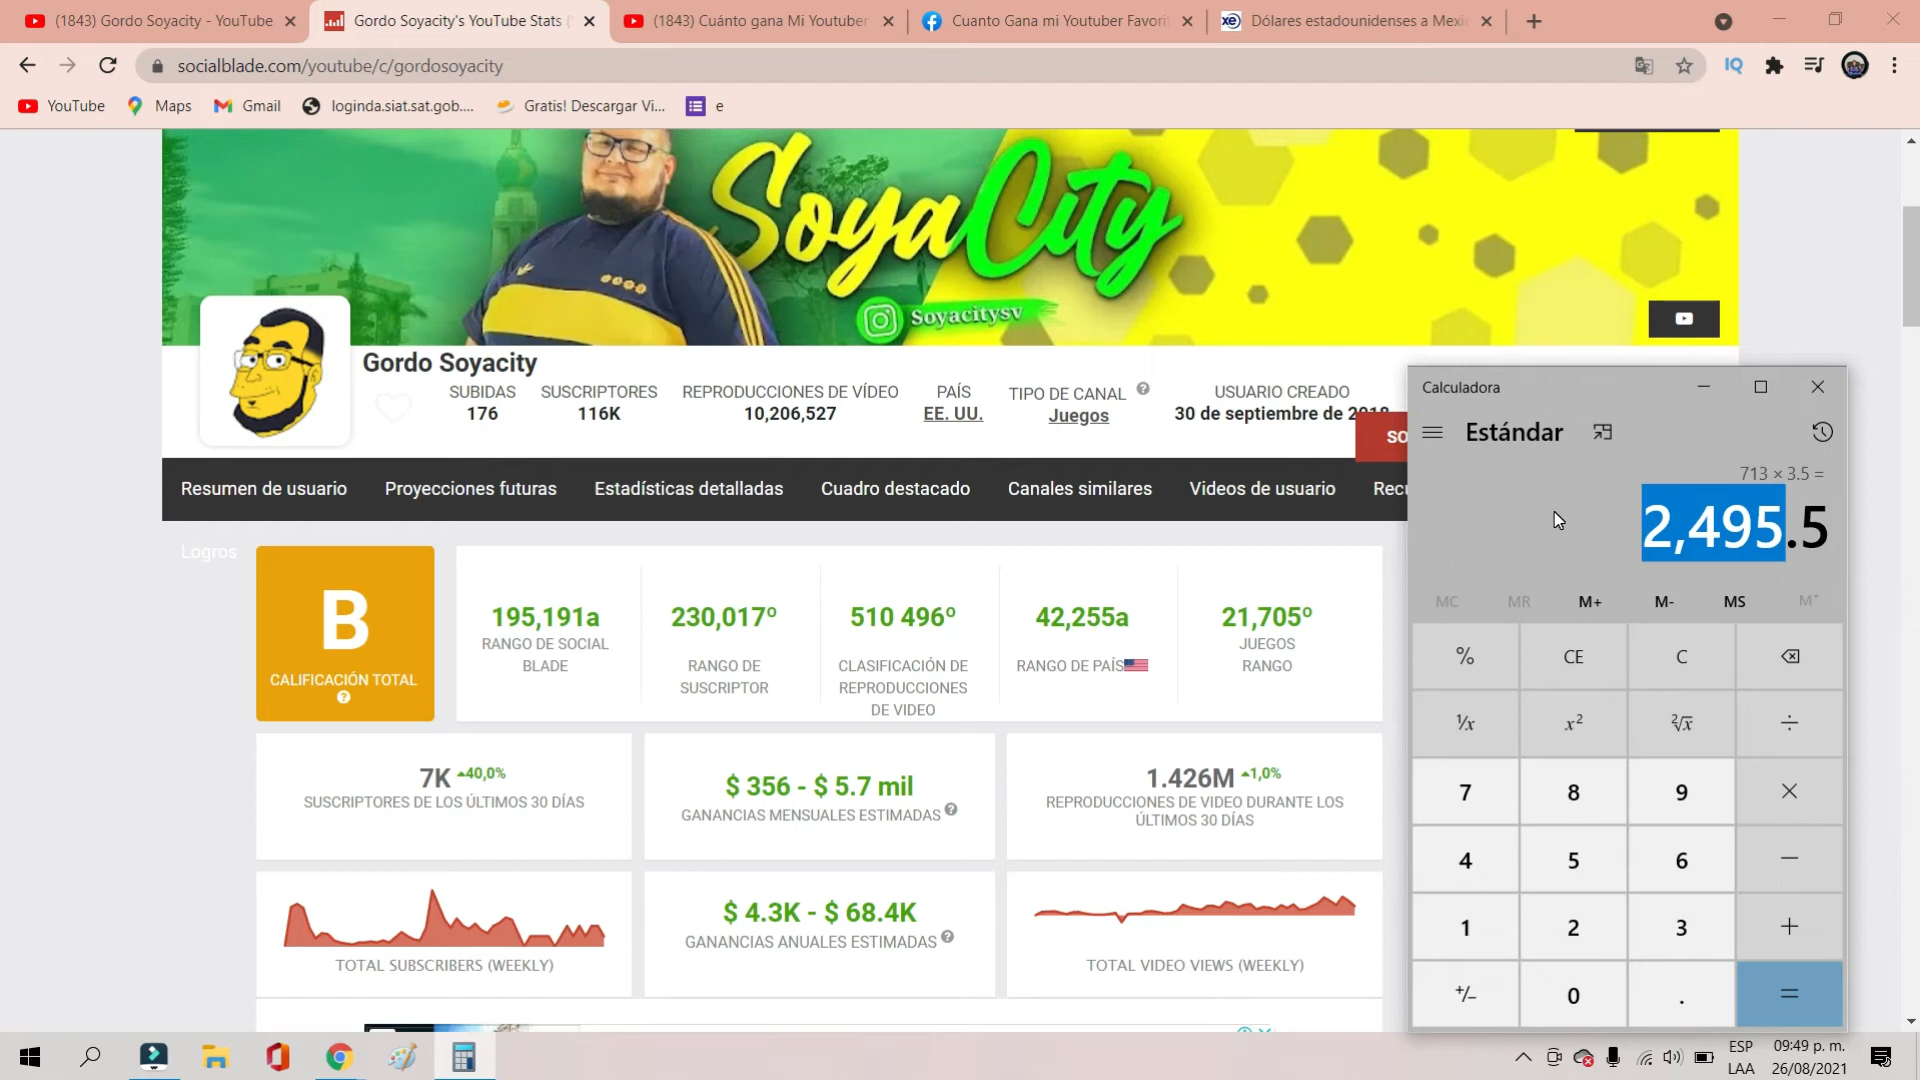 (1843) Gordo Soyacity - YouTube
Gordo Soyacity's YouTube Stats (
(1843) Cuánto gana Mi Youtuber
Cuanto Gana mi Youtuber Favori
Dólares estadounidenses a Mexi
socialblade.com/youtube/c/gordosoyacity
YouTube
Maps
Gmail
loginda.siat.sat.gob....
Gratis! Descargar Vi...
e
SoyaCity
Soyacitysv
Gordo Soyacity
SUBIDAS
176
SUSCRIPTORES
116K
REPRODUCCIONES DE VÍDEO
10,206,527
PAÍS
EE. UU.
TIPO DE CANAL
Juegos
USUARIO CREADO
30 de septiembre de 2018
SO
Resumen de usuario
Proyecciones futuras
Estadísticas detalladas
Cuadro destacado
Canales similares
Videos de usuario
Recu
Logros
B
CALIFICACIÓN TOTAL
195,191a
RANGO DE SOCIAL
BLADE
230,017º
RANGO DE
SUSCRIPTOR
510 496º
CLASIFICACIÓN DE
REPRODUCCIONES
DE VIDEO
42,255a
RANGO DE PAÍS
21,705º
JUEGOS
RANGO
7K 40,0%
SUSCRIPTORES DE LOS ÚLTIMOS 30 DÍAS
$ 356 - $ 5.7 mil
GANANCIAS MENSUALES ESTIMADAS
1.426M 1,0%
REPRODUCCIONES DE VIDEO DURANTE LOS
ÚLTIMOS 30 DÍAS
TOTAL SUBSCRIBERS (WEEKLY)
$ 4.3K - $ 68.4K
GANANCIAS ANUALES ESTIMADAS
TOTAL VIDEO VIEWS (WEEKLY)
Calculadora
Estándar
713 × 3.5 =
2,495.5
MC MR M+ M- MS M˅
% CE C
¹/x x² ²√x ÷
7 8 9 ×
4 5 6 −
1 2 3 +
+/− 0 . =
ESP
LAA
09:49 p. m.
26/08/2021